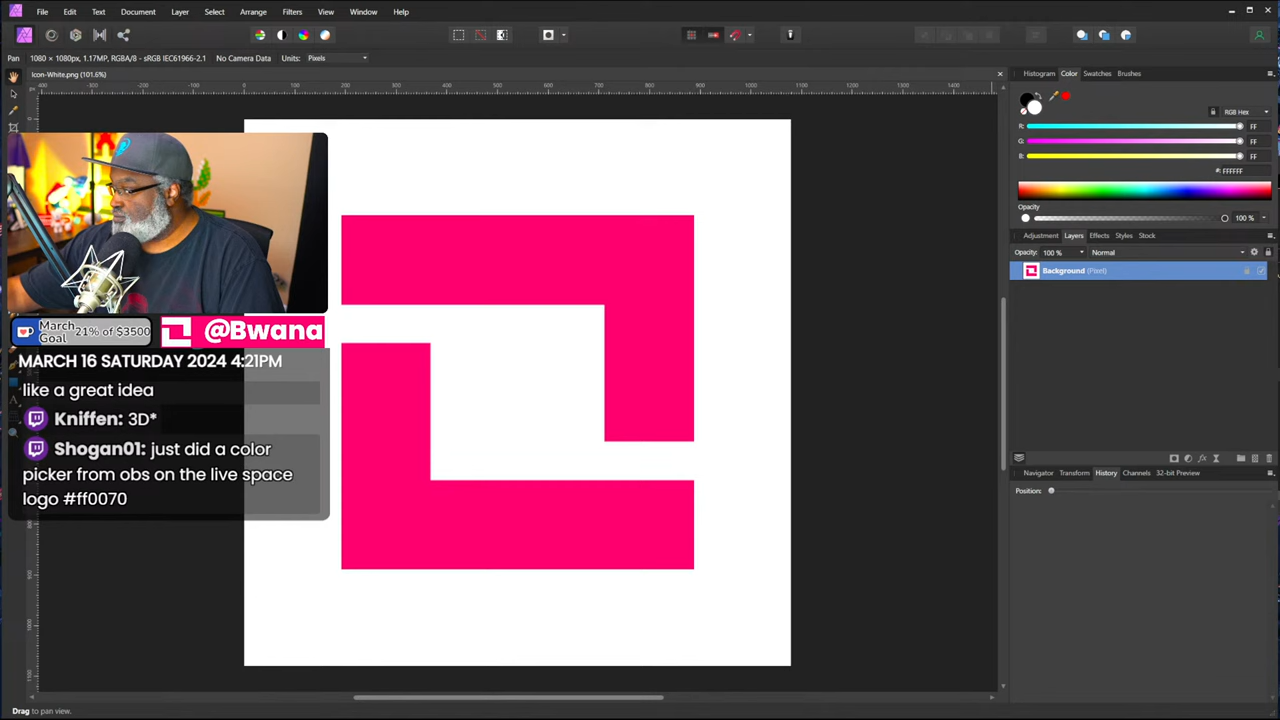 File Edit Text Document Layer Select Arrange Filters View Window Help
Pan 1080 × 1080px, 1.17MP, RGBA/8 - sRGB IEC61966-2.1 No Camera Data Units: Pixels
Icon-White.png (101.6%)
March Goal 21% of $3500
@Bwana
MARCH 16 SATURDAY 2024 4:21PM
like a great idea
Kniffen: 3D*
Shogan01: just did a color
picker from obs on the live space
logo #ff0070
Histogram Color Swatches Brushes
RGB Hex
R: FF
G: FF
B: FF
#: FFFFFF
Opacity
100 %
Adjustment Layers Effects Styles Stock
Opacity: 100 % Normal
Background (Pixel)
Navigator Transform History Channels 32-bit Preview
Position:
Drag to pan view.